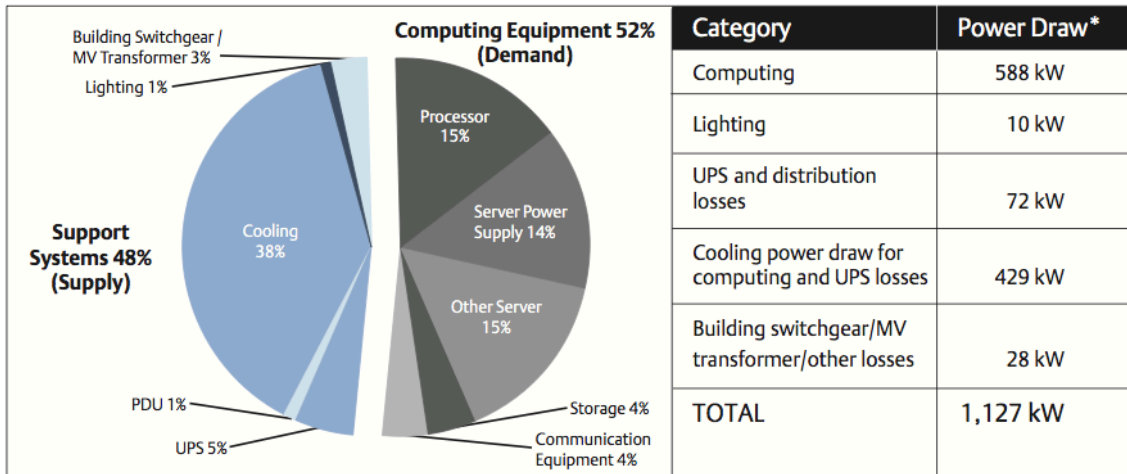 Building Switchgear /
MV Transformer 3%
Lighting 1%
Computing Equipment 52%
(Demand)
Processor
15%
Server Power
Supply 14%
Other Server
15%
Storage 4%
Communication
Equipment 4%
Support
Systems 48%
(Supply)
Cooling
38%
PDU 1%
UPS 5%
Category Power Draw*
Computing 588 kW
Lighting 10 kW
UPS and distribution
losses 72 kW
Cooling power draw for
computing and UPS losses 429 kW
Building switchgear/MV
transformer/other losses 28 kW
TOTAL 1,127 kW